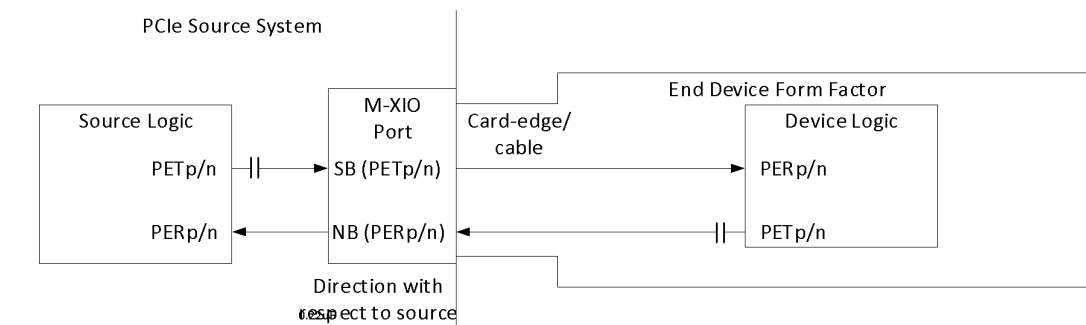 PCIe Source System
End Device Form Factor
M-XIO
Port
Source Logic
Card-edge/
cable
Device Logic
PETp/n
SB (PETp/n)
PERp/n
PERp/n
NB (PERp/n)
PETp/n
Direction with
respect to source